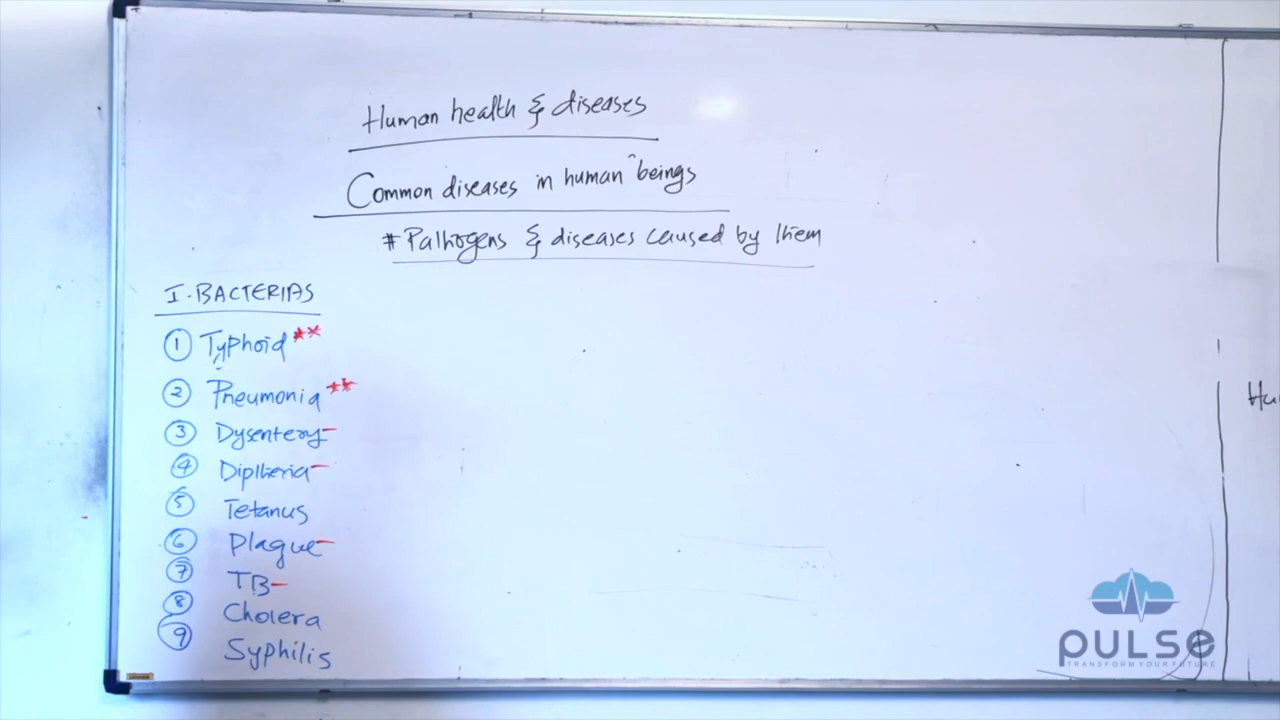 Human health & diseases
Common diseases in human beings
# Pathogens & diseases caused by them
I. BACTERIAS
① Typhoid **
② Pneumonia **
③ Dysentery -
④ Diptheria -
⑤ Tetanus
⑥ Plague -
⑦ TB -
⑧ Cholera
⑨ Syphilis
Hu
PULSE
TRANSFORM YOUR FUTURE